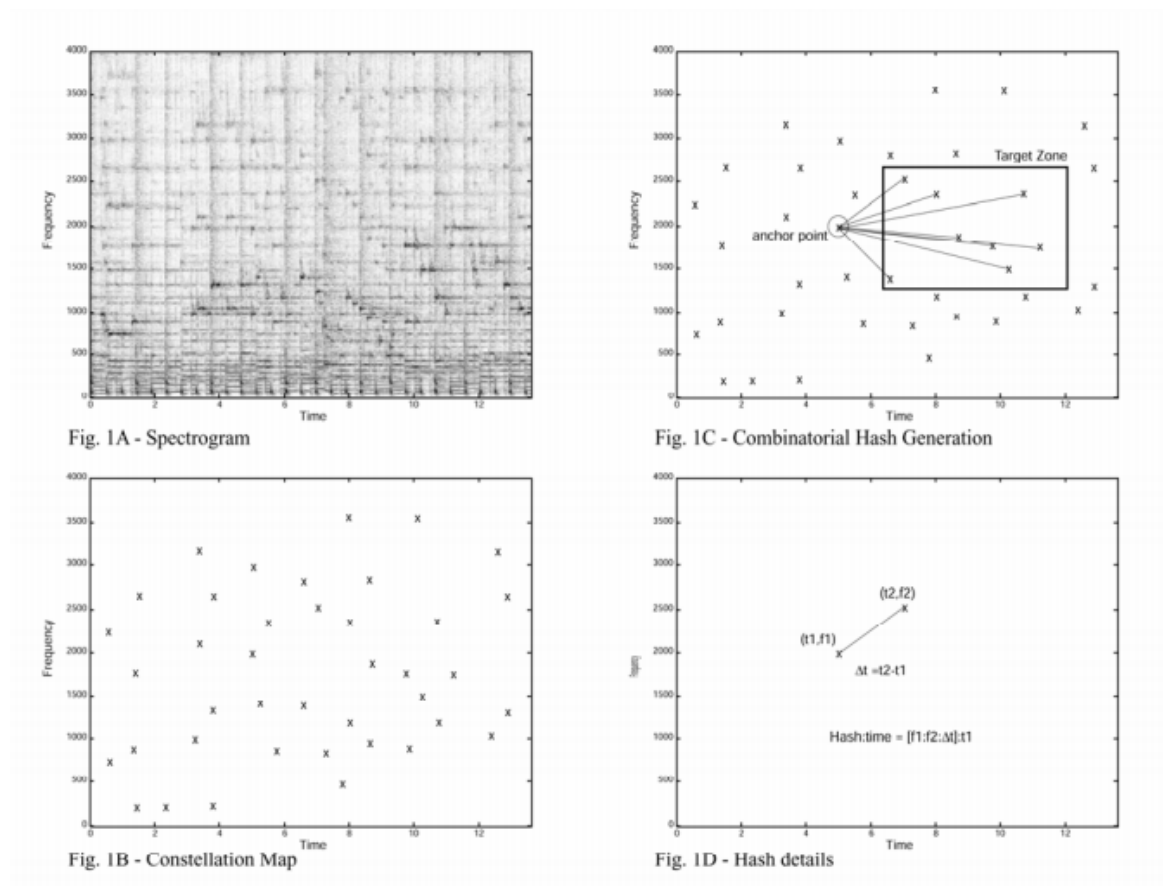 4000
3500
3000
2500
2000
1500
1000
500
0
Frequency
0 2 4 6 8 10 12
Time
Fig. 1A - Spectrogram
4000
3500
3000
2500
2000
1500
1000
500
0
Frequency
Target Zone
anchor point
0 2 4 6 8 10 12
Time
Fig. 1C - Combinatorial Hash Generation
4000
3500
3000
2500
2000
1500
1000
500
0
Frequency
0 2 4 6 8 10 12
Time
Fig. 1B - Constellation Map
4000
3500
3000
2500
2000
1500
1000
500
0
(t2,f2)
(t1,f1)
Δt =t2-t1
Hash:time = [f1:f2:Δt]:t1
0 2 4 6 8 10 12
Time
Fig. 1D - Hash details